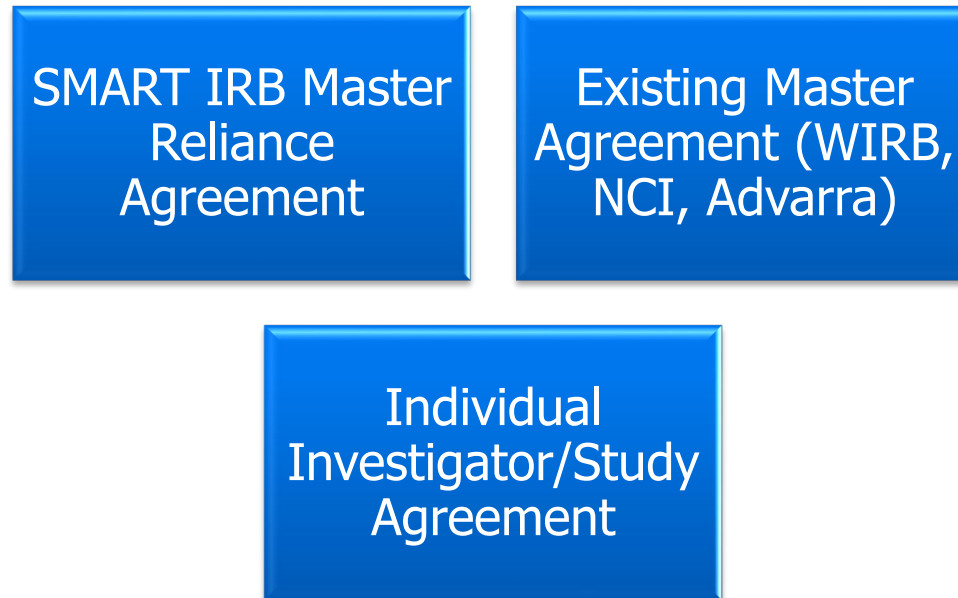 SMART IRB Master
Reliance
Agreement
Existing Master
Agreement (WIRB,
NCI, Advarra)
Individual
Investigator/Study
Agreement